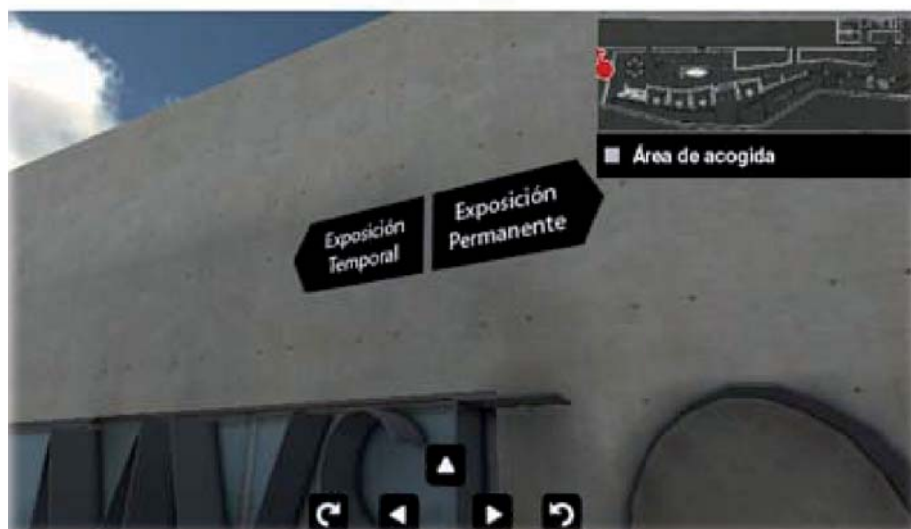 Área de acogida
Exposición
Temporal
Exposición
Permanente